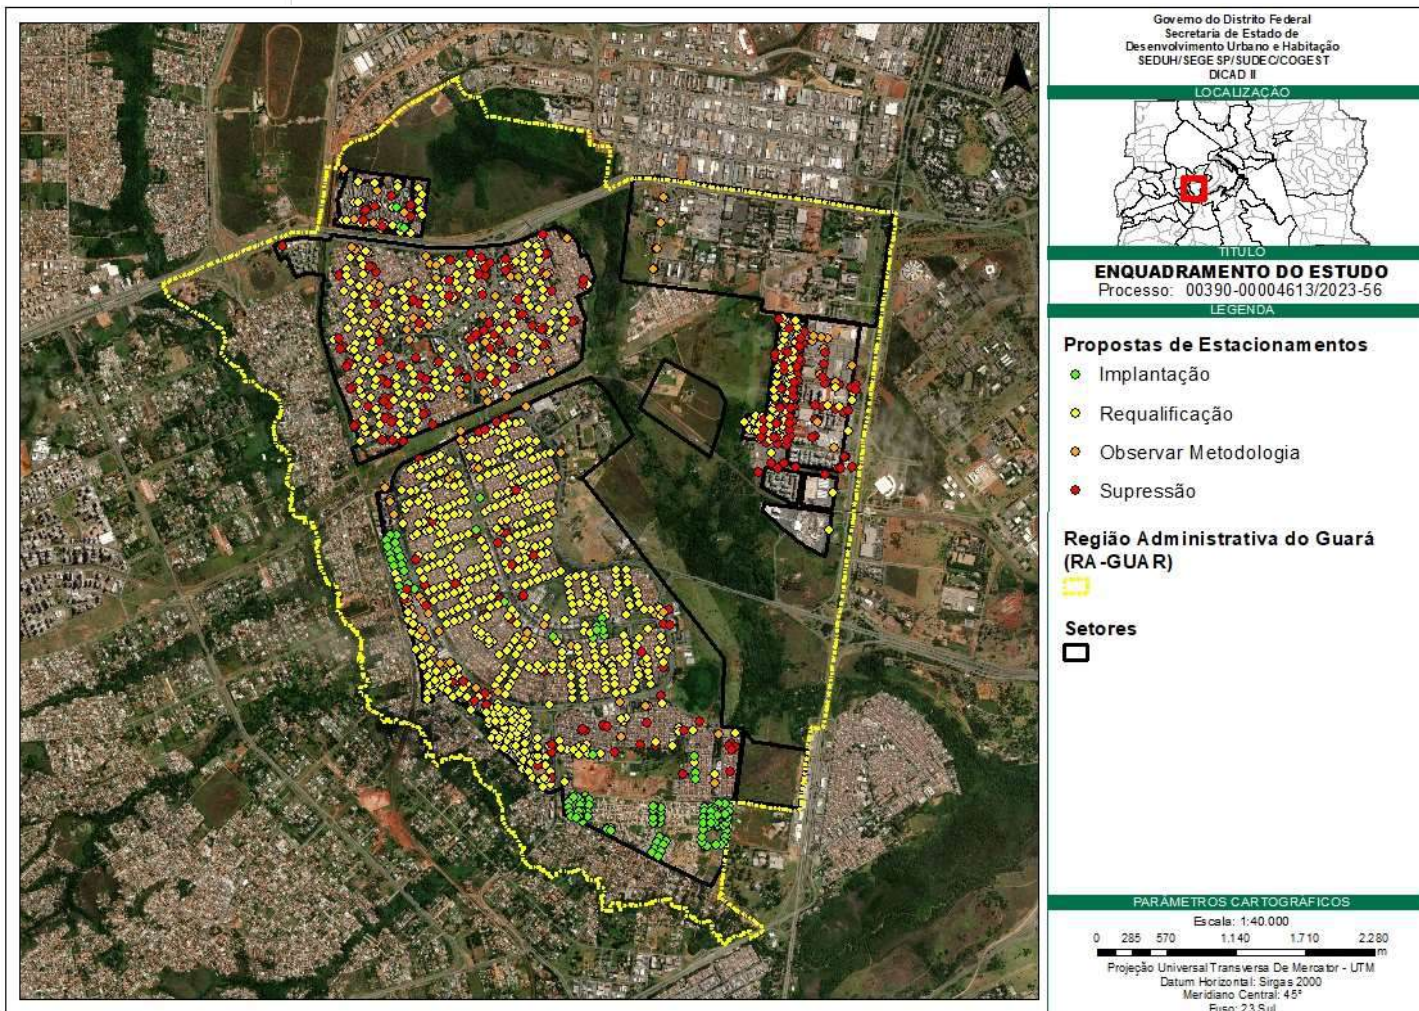 Governo do Distrito Federal
Secretaria de Estado de
Desenvolvimento Urbano e Habitação
SEDUH/SEGESP/SUDEC/COGEST
DICAD II
LOCALIZAÇÃO
TÍTULO
ENQUADRAMENTO DO ESTUDO
Processo: 00390-00004613/2023-56
LEGENDA
Propostas de Estacionamentos
Implantação
Requalificação
Observar Metodologia
Supressão
Região Administrativa do Guará
(RA-GUAR)
Setores
PARÂMETROS CARTOGRÁFICOS
Escala: 1:40.000
0 285 570 1.140 1.710 2.280
m
Projeção Universal Transversa De Mercator - UTM
Datum Horizontal: Sirgas 2000
Meridiano Central: 45°
Fuso: 23 Sul